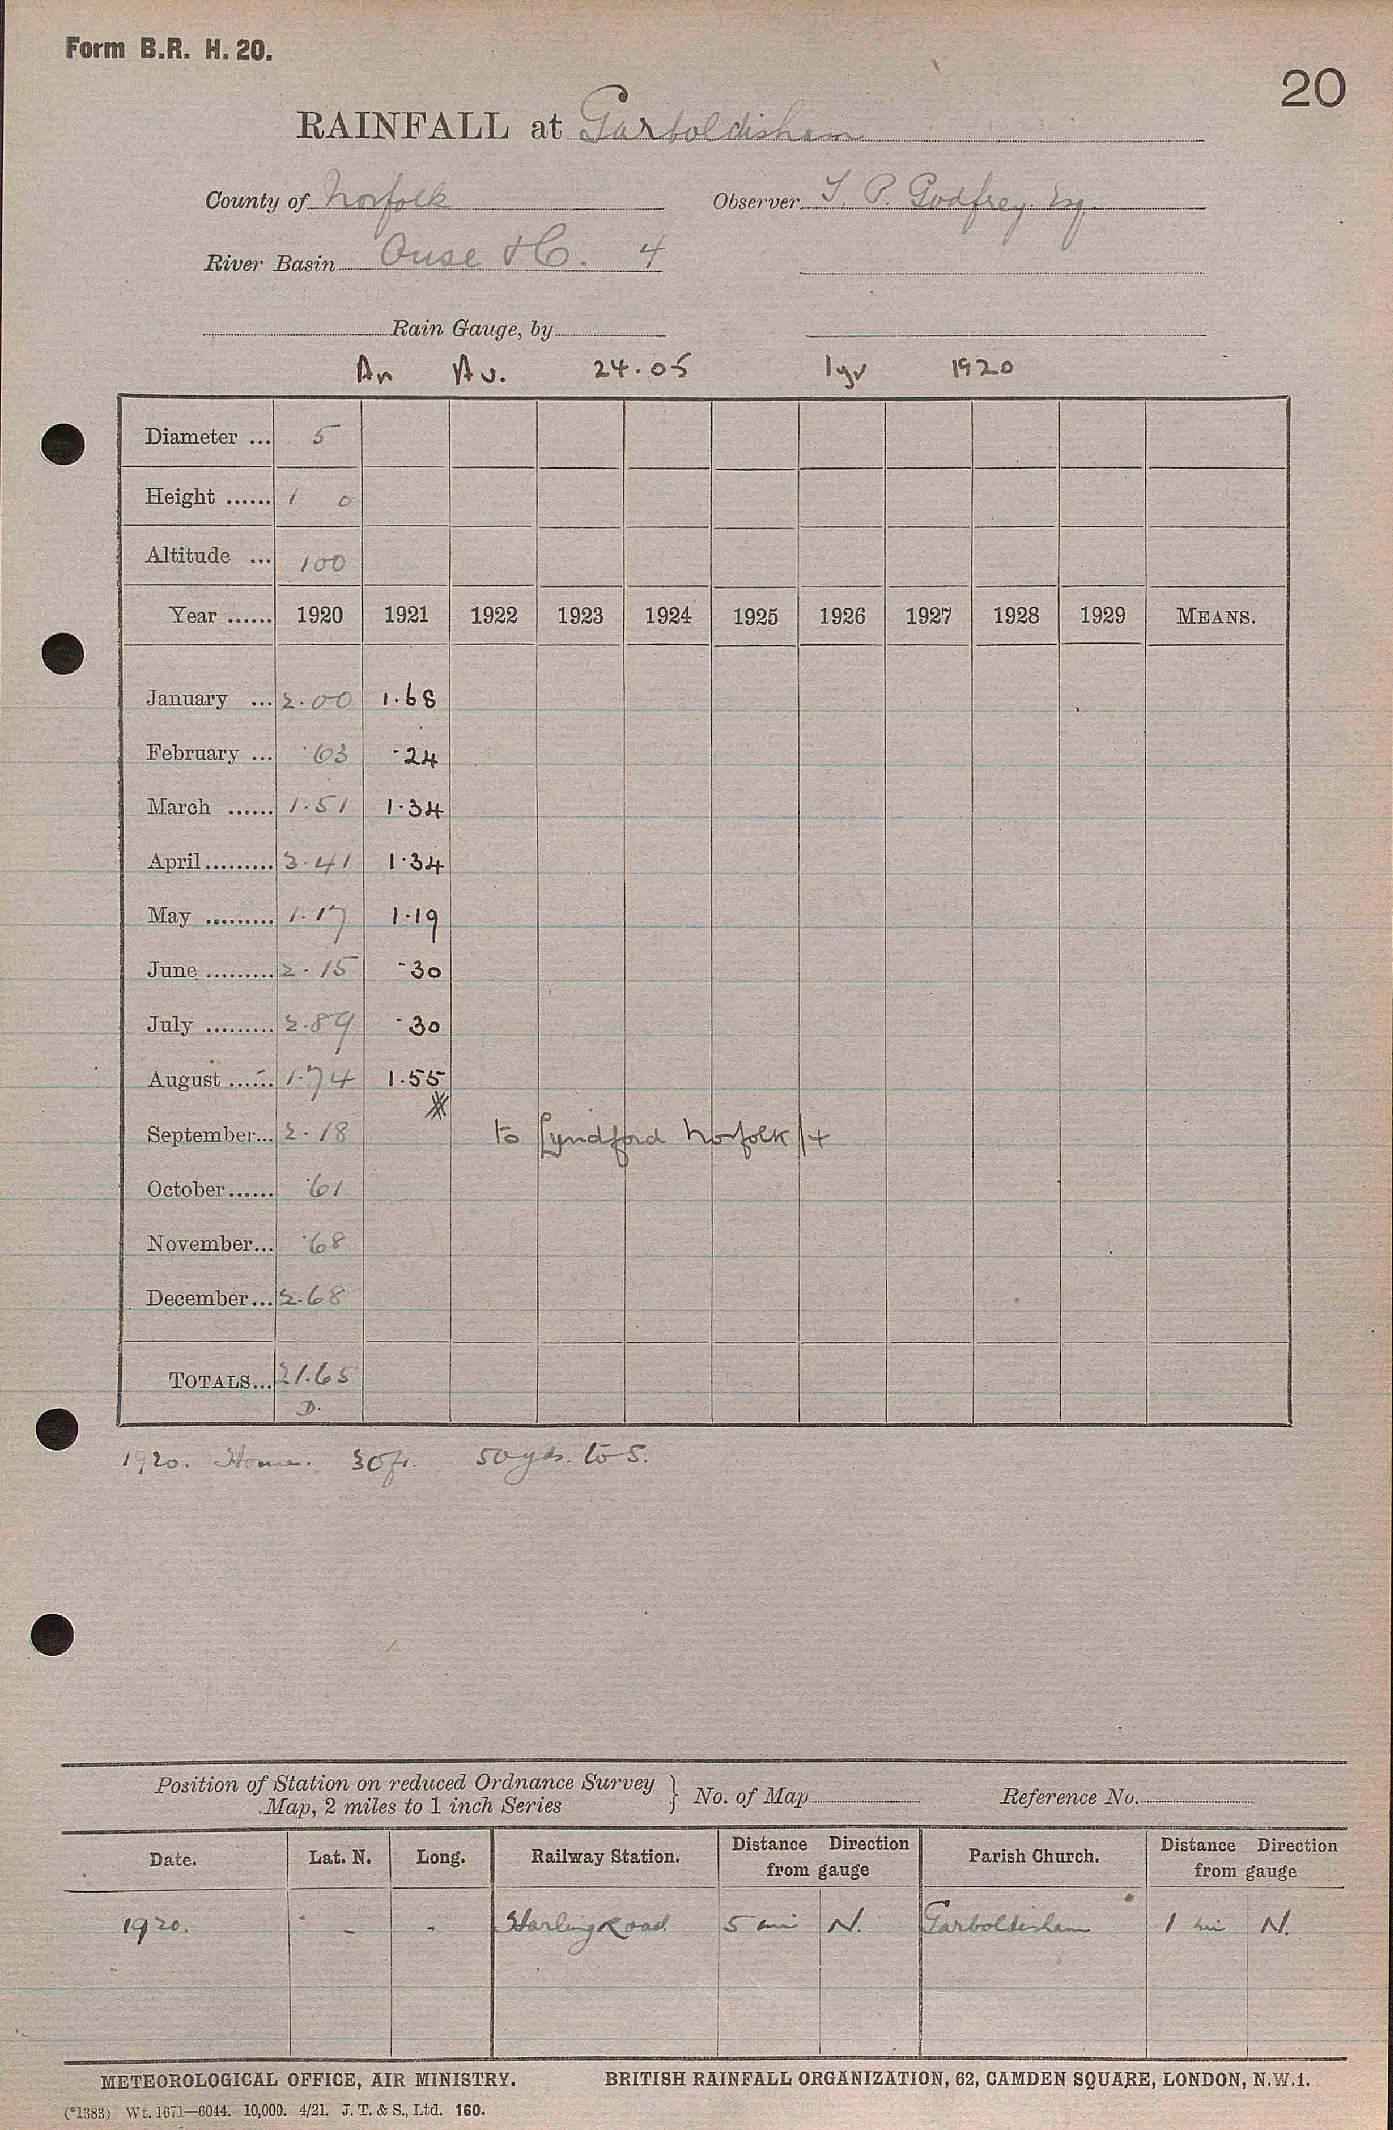 Form B.R. H. 20.
20
RAINFALL at Garboldisham
County of Norfolk Observer T. P. Godfrey. Esq
River Basin Ouse & C. 4
Rain Gauge, by
An Av. 24.05 1yr 1920
Diameter ... 5
Height ...... 1 0
Altitude ... 100
Year ...... 1920 1921 1922 1923 1924 1925 1926 1927 1928 1929 MEANS.
January ... 2.00 1.68
February ... .63 .24
March ...... 1.51 1.34
April ......... 3.41 1.34
May ......... 1.17 1.19
June ......... 2.15 .30
July ......... 2.89 .30
August ...... 1.74 1.55
September... 2.18 to Lyndford Norfolk /+
October...... .61
November... .68
December... 2.68
TOTALS... 21.65
D.
1920. House. 30ft. 50yds. to S.
Position of Station on reduced Ordnance Survey
Map, 2 miles to 1 inch Series } No. of Map Reference No.
Date. Lat. N. Long. Railway Station. Distance Direction from gauge Parish Church. Distance Direction from gauge
1920. - - - Harling Road 5 mi N. Garboldisham 1 mi N.
METEOROLOGICAL OFFICE, AIR MINISTRY. BRITISH RAINFALL ORGANIZATION, 62, CAMDEN SQUARE, LONDON, N.W.1.
(*1383) Wt. 1671—6044. 10,000. 4/21. J. T. & S., Ltd. 160.